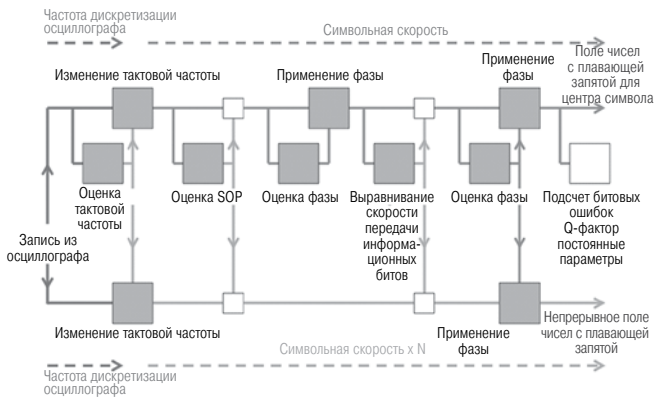 Частота дискретизации
осциллографа
Символьная скорость
Изменение тактовой частоты
Применение фазы
Применение
фазы
Поле чисел
с плавающей
запятой для
центра символа
Оценка
тактовой
частоты
Оценка SOP
Оценка фазы
Выравнивание
скорости
передачи
информа-
ционных
битов
Оценка фазы
Подсчет битовых
ошибок
Q-фактор
постоянные
параметры
Запись из
осциллографа
Изменение тактовой частоты
Применение
фазы
Непрерывное поле
чисел с плавающей
запятой
Символьная скорость x N
Частота дискретизации
осциллографа